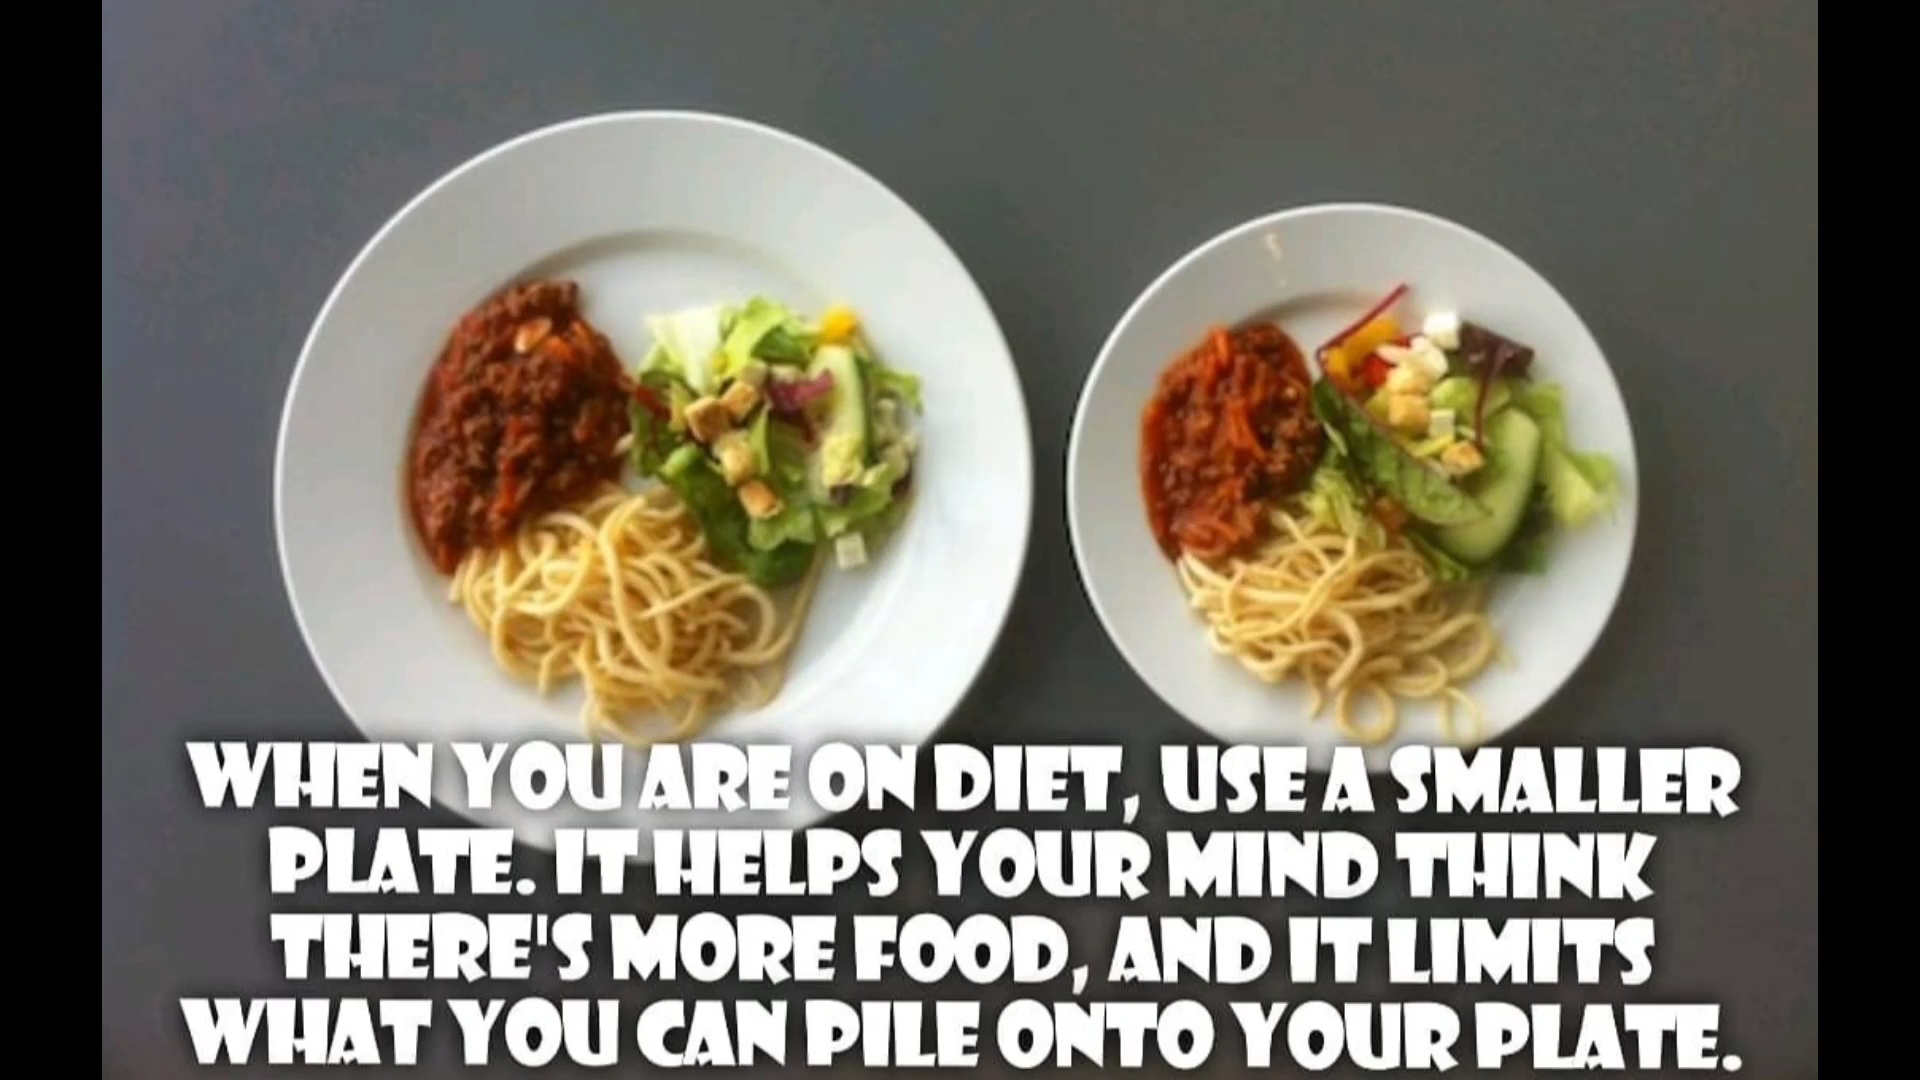 WHEN YOU ARE ON DIET, USE A SMALLER
PLATE. IT HELPS YOUR MIND THINK
THERE'S MORE FOOD, AND IT LIMITS
WHAT YOU CAN PILE ONTO YOUR PLATE.